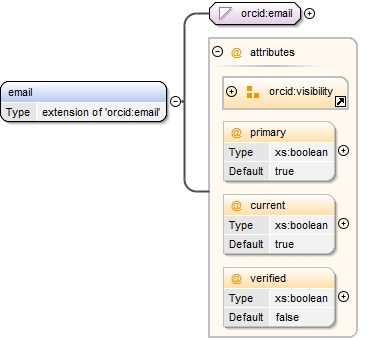 orcid:email
@ attributes
orcid:visibility
email
Type extension of 'orcid:email'
@ primary
Type xs:boolean
Default true
@ current
Type xs:boolean
Default true
@ verified
Type xs:boolean
Default false